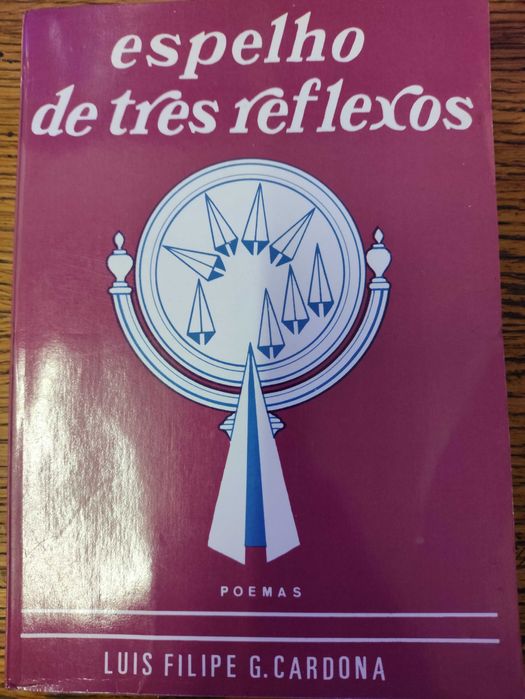 espelho
de tres reflexos
POEMAS
LUIS FILIPE G. CARDONA